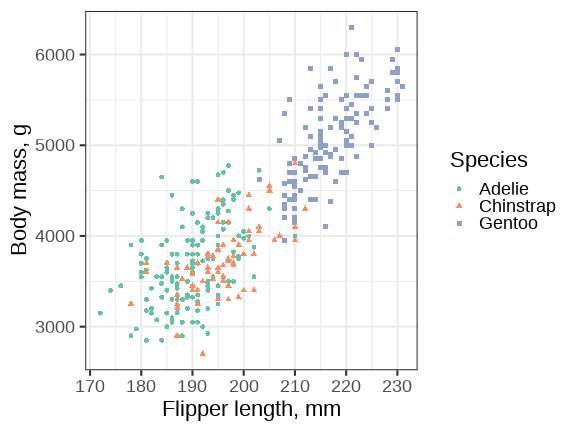 6000
5000
4000
3000
170
180
190
200
210
220
230
Flipper length, mm
Body mass, g
Species
Adelie
Chinstrap
Gentoo